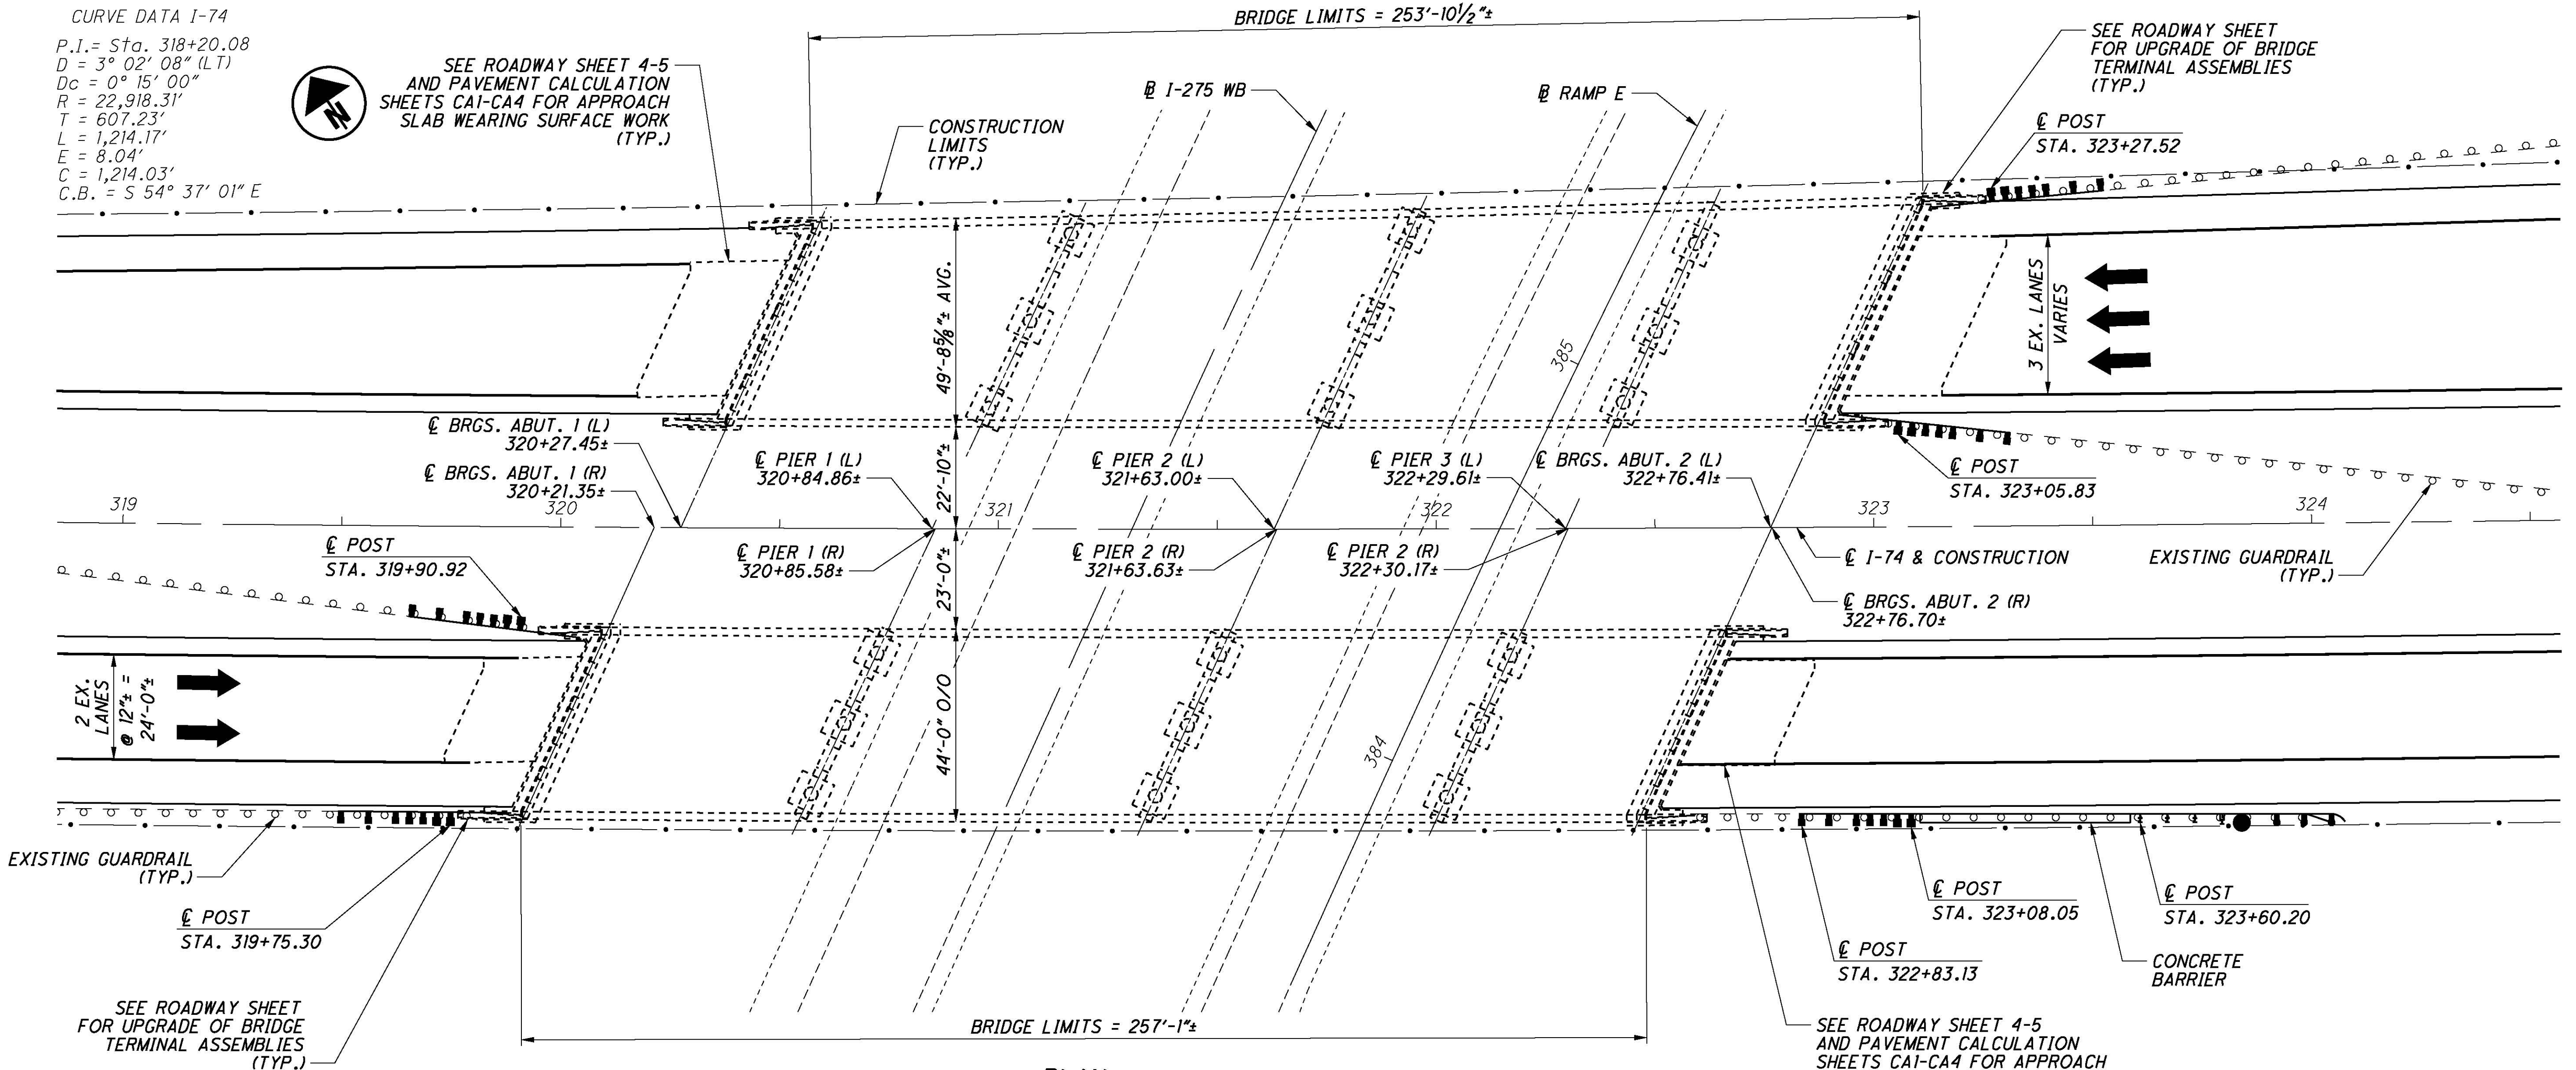 CURVE DATA I-74
P.I.= Sta. 318+20.08
D = 3° 02' 08" (LT)
Dc = 0° 15' 00"
R = 22,918.31'
T = 607.23'
L = 1,214.17'
E = 8.04'
C = 1,214.03'
C.B. = S 54° 37' 01" E
N
SEE ROADWAY SHEET 4-5
AND PAVEMENT CALCULATION
SHEETS CA1-CA4 FOR APPROACH
SLAB WEARING SURFACE WORK
(TYP.)
BRIDGE LIMITS = 253'-10½"±
CONSTRUCTION
LIMITS
(TYP.)
℄ I-275 WB
℄ RAMP E
SEE ROADWAY SHEET
FOR UPGRADE OF BRIDGE
TERMINAL ASSEMBLIES
(TYP.)
℄ POST
STA. 323+27.52
49'-8⅝"± AVG.
385
3 EX. LANES
VARIES
℄ BRGS. ABUT. 1 (L)
320+27.45±
℄ BRGS. ABUT. 1 (R)
320+21.35±
℄ PIER 1 (L)
320+84.86±
22'-10"±
℄ PIER 2 (L)
321+63.00±
℄ PIER 3 (L)
322+29.61±
℄ BRGS. ABUT. 2 (L)
322+76.41±
℄ POST
STA. 323+05.83
319
320
321
322
323
324
℄ POST
STA. 319+90.92
℄ PIER 1 (R)
320+85.58±
23'-0"±
℄ PIER 2 (R)
321+63.63±
℄ PIER 2 (R)
322+30.17±
℄ I-74 & CONSTRUCTION
℄ BRGS. ABUT. 2 (R)
322+76.70±
EXISTING GUARDRAIL
(TYP.)
2 EX.
LANES
@ 12"± =
24'-0"±
44'-0" O/O
384
EXISTING GUARDRAIL
(TYP.)
℄ POST
STA. 319+75.30
℄ POST
STA. 323+08.05
℄ POST
STA. 323+60.20
℄ POST
STA. 322+83.13
CONCRETE
BARRIER
SEE ROADWAY SHEET
FOR UPGRADE OF BRIDGE
TERMINAL ASSEMBLIES
(TYP.)
BRIDGE LIMITS = 257'-1"±
SEE ROADWAY SHEET 4-5
AND PAVEMENT CALCULATION
SHEETS CA1-CA4 FOR APPROACH